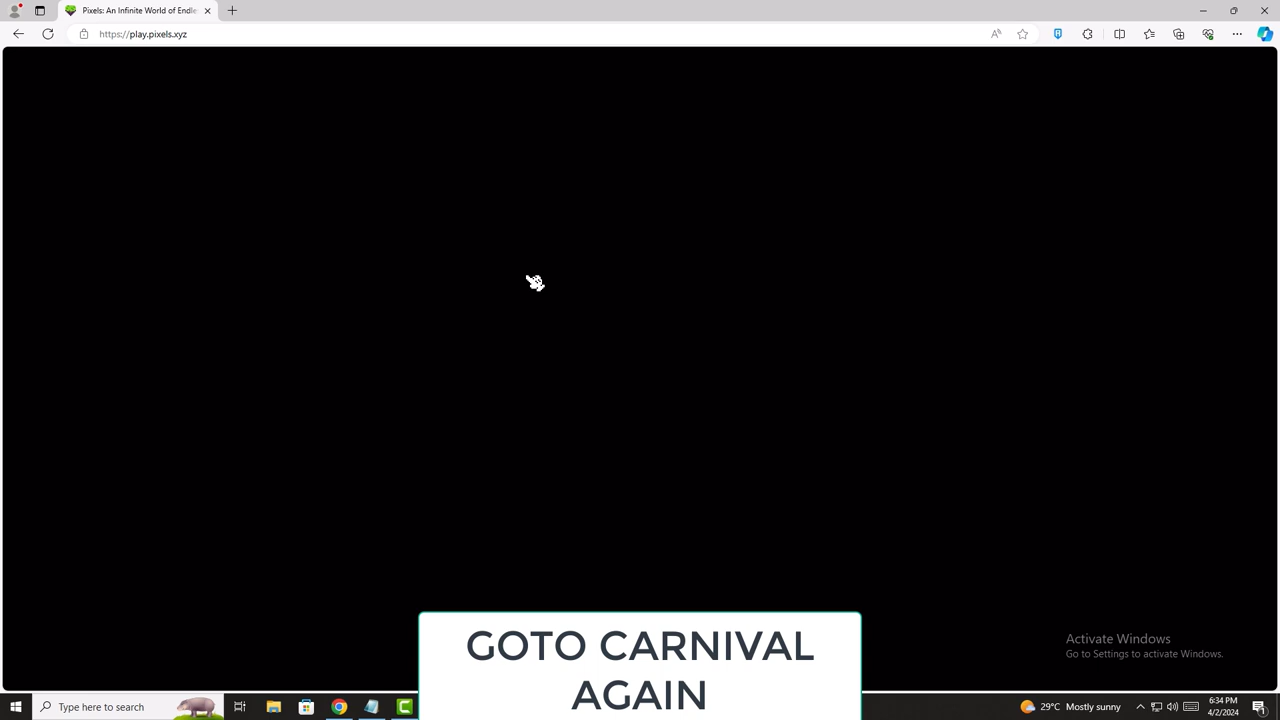 Pixels: An Infinite World of Endle
https://play.pixels.xyz
GOTO CARNIVAL
AGAIN
Activate Windows
Go to Settings to activate Windows.
Type here to search
29°C Mostly sunny
6:34 PM
4/2/2024